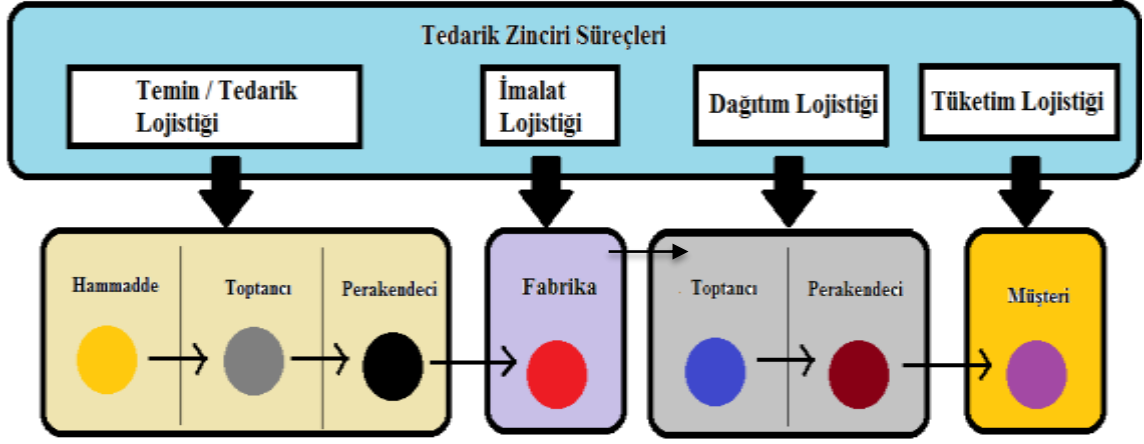 Tedarik Zinciri Süreçleri
Temin / Tedarik
Lojistiği
İmalat
Lojistiği
Dağıtım Lojistiği
Tüketim Lojistiği
Hammadde
Toptancı
Perakendeci
Fabrika
Toptancı
Perakendeci
Müşteri